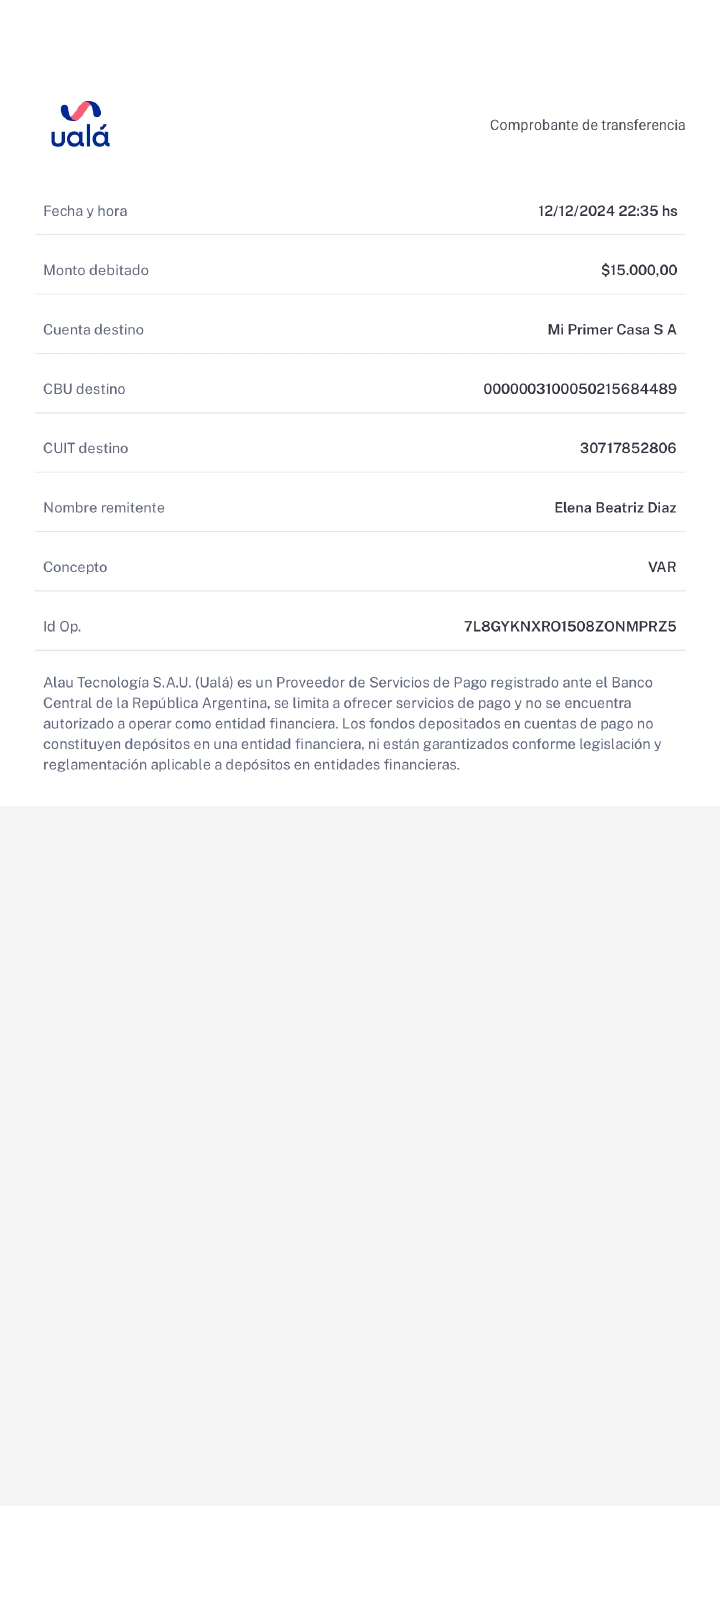 ualá
Comprobante de transferencia
Fecha y hora 12/12/2024 22:35 hs
Monto debitado $15.000,00
Cuenta destino Mi Primer Casa S A
CBU destino 0000003100050215684489
CUIT destino 30717852806
Nombre remitente Elena Beatriz Diaz
Concepto VAR
Id Op. 7L8GYKNXRO1508ZONMPRZ5
Alau Tecnología S.A.U. (Ualá) es un Proveedor de Servicios de Pago registrado ante el Banco
Central de la República Argentina, se limita a ofrecer servicios de pago y no se encuentra
autorizado a operar como entidad financiera. Los fondos depositados en cuentas de pago no
constituyen depósitos en una entidad financiera, ni están garantizados conforme legislación y
reglamentación aplicable a depósitos en entidades financieras.